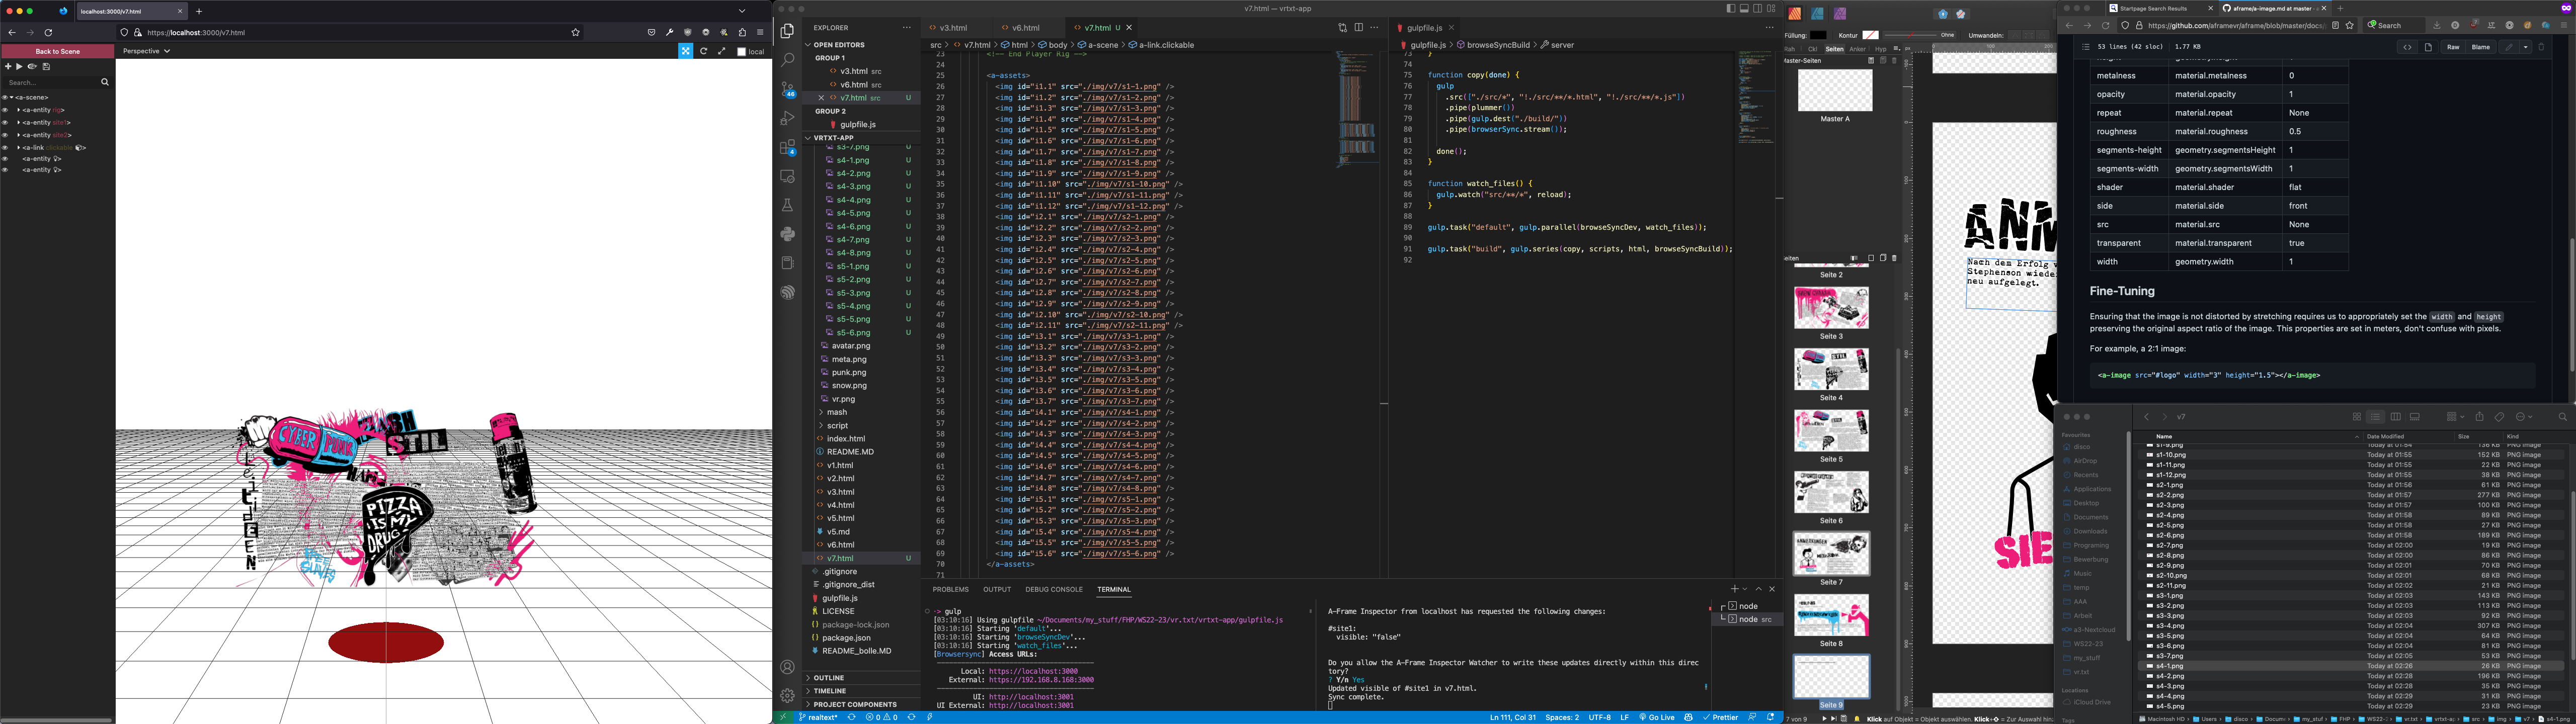 localhost:3000/v7.html
https://localhost:3000/v7.html
Back to Scene
Perspective
local
Search...
<a-scene>
<a-entity rig>
<a-entity site1>
<a-entity site2>
<a-link clickable>
<a-entity
<a-entity
CYBER PUNK
STIL
PIZZA
IS MY
DRUG
v7.html — vrtxt-app
EXPLORER
OPEN EDITORS
GROUP 1
v3.html src
v6.html src
v7.html src U
GROUP 2
gulpfile.js
VRTXT-APP
s3-7.png
s4-1.png U
s4-2.png U
s4-3.png U
s4-4.png U
s4-5.png U
s4-6.png U
s4-7.png U
s4-8.png U
s5-1.png U
s5-2.png U
s5-3.png U
s5-4.png U
s5-5.png U
s5-6.png U
avatar.png
meta.png
punk.png
snow.png
vr.png
mash
script
index.html
README.MD
v1.html
v2.html
v3.html
v4.html
v5.html
v5.md
v6.html
v7.html U
.gitignore
.gitignore_dist
gulpfile.js
LICENSE
package-lock.json
package.json
README_bolle.MD
OUTLINE
TIMELINE
PROJECT COMPONENTS
v3.html
v6.html
v7.html U
src > v7.html > html > body > a-scene > a-link.clickable
23 <!-- End Player Rig -->
24
25 <a-assets>
26 <img id="i1.1" src="./img/v7/s1-1.png" />
27 <img id="i1.2" src="./img/v7/s1-2.png" />
28 <img id="i1.3" src="./img/v7/s1-3.png" />
29 <img id="i1.4" src="./img/v7/s1-4.png" />
30 <img id="i1.5" src="./img/v7/s1-5.png" />
31 <img id="i1.6" src="./img/v7/s1-6.png" />
32 <img id="i1.7" src="./img/v7/s1-7.png" />
33 <img id="i1.8" src="./img/v7/s1-8.png" />
34 <img id="i1.9" src="./img/v7/s1-9.png" />
35 <img id="i1.10" src="./img/v7/s1-10.png" />
36 <img id="i1.11" src="./img/v7/s1-11.png" />
37 <img id="i1.12" src="./img/v7/s1-12.png" />
38 <img id="i2.1" src="./img/v7/s2-1.png" />
39 <img id="i2.2" src="./img/v7/s2-2.png" />
40 <img id="i2.3" src="./img/v7/s2-3.png" />
41 <img id="i2.4" src="./img/v7/s2-4.png" />
42 <img id="i2.5" src="./img/v7/s2-5.png" />
43 <img id="i2.6" src="./img/v7/s2-6.png" />
44 <img id="i2.7" src="./img/v7/s2-7.png" />
45 <img id="i2.8" src="./img/v7/s2-8.png" />
46 <img id="i2.9" src="./img/v7/s2-9.png" />
47 <img id="i2.10" src="./img/v7/s2-10.png" />
48 <img id="i2.11" src="./img/v7/s2-11.png" />
49 <img id="i3.1" src="./img/v7/s3-1.png" />
50 <img id="i3.2" src="./img/v7/s3-2.png" />
51 <img id="i3.3" src="./img/v7/s3-3.png" />
52 <img id="i3.4" src="./img/v7/s3-4.png" />
53 <img id="i3.5" src="./img/v7/s3-5.png" />
54 <img id="i3.6" src="./img/v7/s3-6.png" />
55 <img id="i3.7" src="./img/v7/s3-7.png" />
56 <img id="i4.1" src="./img/v7/s4-1.png" />
57 <img id="i4.2" src="./img/v7/s4-2.png" />
58 <img id="i4.3" src="./img/v7/s4-3.png" />
59 <img id="i4.4" src="./img/v7/s4-4.png" />
60 <img id="i4.5" src="./img/v7/s4-5.png" />
61 <img id="i4.6" src="./img/v7/s4-6.png" />
62 <img id="i4.7" src="./img/v7/s4-7.png" />
63 <img id="i4.8" src="./img/v7/s4-8.png" />
64 <img id="i5.1" src="./img/v7/s5-1.png" />
65 <img id="i5.2" src="./img/v7/s5-2.png" />
66 <img id="i5.3" src="./img/v7/s5-3.png" />
67 <img id="i5.4" src="./img/v7/s5-4.png" />
68 <img id="i5.5" src="./img/v7/s5-5.png" />
69 <img id="i5.6" src="./img/v7/s5-6.png" />
70 </a-assets>
71
gulpfile.js
gulpfile.js > browseSyncBuild > server
73 }
74
75 function copy(done) {
76 gulp
77 .src(["./src/*", "!./src/**/*.html", "!./src/**/*.js"])
78 .pipe(plumber())
79 .pipe(gulp.dest("./build/"))
80 .pipe(browserSync.stream());
81
82 done();
83 }
84
85 function watch_files() {
86 gulp.watch("src/**/*", reload);
87 }
88
89 gulp.task("default", gulp.parallel(browseSyncDev, watch_files));
90
91 gulp.task("build", gulp.series(copy, scripts, html, browseSyncBuild));
92
PROBLEMS OUTPUT DEBUG CONSOLE TERMINAL
-> gulp
[03:10:16] Using gulpfile ~/Documents/my_stuff/FHP/WS22-23/vr.txt/vrtxt-app/gulpfile.js
[03:10:16] Starting 'default'...
[03:10:16] Starting 'browseSyncDev'...
[03:10:16] Starting 'watch_files'...
[Browsersync] Access URLs:
Local: https://localhost:3000
External: https://192.168.8.168:3000
UI: http://localhost:3001
UI External: http://localhost:3001
A-Frame Inspector from localhost has requested the following changes:
#site1:
visible: "false"
Do you allow the A-Frame Inspector Watcher to write these updates directly within this direc
tory?
? Y/n Yes
Updated visible of #site1 in v7.html.
Sync complete.
node
node src
realtext*
0 0
Ln 111, Col 31 Spaces: 2 UTF-8 LF Go Live Prettier
Füllung: Kontur Ohne Umwandeln:
Seiten Anker Hyp
Master-Seiten
Master A
Seiten
Seite 2
Seite 3
Seite 4
Seite 5
Seite 6
Seite 7
Seite 8
Seite 9
Nach dem Erfolg v
Stephenson wiede
neu aufgelegt.
SIE
7 von 9
Klick auf Objekt = Objekt auswählen.
Startpage Search Results
aframe/a-image.md at master
https://github.com/aframevr/aframe/blob/master/docs/
Search
53 lines (42 sloc) 1.77 KB
Raw Blame
metalness material.metalness 0
opacity material.opacity 1
repeat material.repeat None
roughness material.roughness 0.5
segments-height geometry.segmentsHeight 1
segments-width geometry.segmentsWidth 1
shader material.shader flat
side material.side front
src material.src None
transparent material.transparent true
width geometry.width 1
Fine-Tuning
Ensuring that the image is not distorted by stretching requires us to appropriately set the width and height
preserving the original aspect ratio of the image. This properties are set in meters, don't confuse with pixels.
For example, a 2:1 image:
<a-image src="#logo" width="3" height="1.5"></a-image>
v7
Favourites
disco
AirDrop
Recents
Applications
Desktop
Documents
Downloads
Programing
Bewerbung
Music
temp
AAA
Arbeit
a3-Nextcloud
WS22-23
my_stuff
vr.txt
Locations
iCloud Drive
Tags
Name Date Modified Size Kind
s1-9.png Today at 01:54 136 KB PNG image
s1-10.png Today at 01:55 152 KB PNG image
s1-11.png Today at 01:55 22 KB PNG image
s1-12.png Today at 01:55 38 KB PNG image
s2-1.png Today at 01:56 61 KB PNG image
s2-2.png Today at 01:57 277 KB PNG image
s2-3.png Today at 01:57 100 KB PNG image
s2-4.png Today at 01:58 89 KB PNG image
s2-5.png Today at 01:58 27 KB PNG image
s2-6.png Today at 01:58 189 KB PNG image
s2-7.png Today at 02:00 19 KB PNG image
s2-8.png Today at 02:00 86 KB PNG image
s2-9.png Today at 02:01 70 KB PNG image
s2-10.png Today at 02:01 68 KB PNG image
s2-11.png Today at 02:02 21 KB PNG image
s3-1.png Today at 02:03 143 KB PNG image
s3-2.png Today at 02:03 113 KB PNG image
s3-3.png Today at 02:03 92 KB PNG image
s3-4.png Today at 02:04 307 KB PNG image
s3-5.png Today at 02:04 64 KB PNG image
s3-6.png Today at 02:04 81 KB PNG image
s3-7.png Today at 02:05 53 KB PNG image
s4-1.png Today at 02:26 26 KB PNG image
s4-2.png Today at 02:28 196 KB PNG image
s4-3.png Today at 02:28 35 KB PNG image
s4-4.png Today at 02:29 31 KB PNG image
s4-5.png Today at 02:29 23 KB PNG image